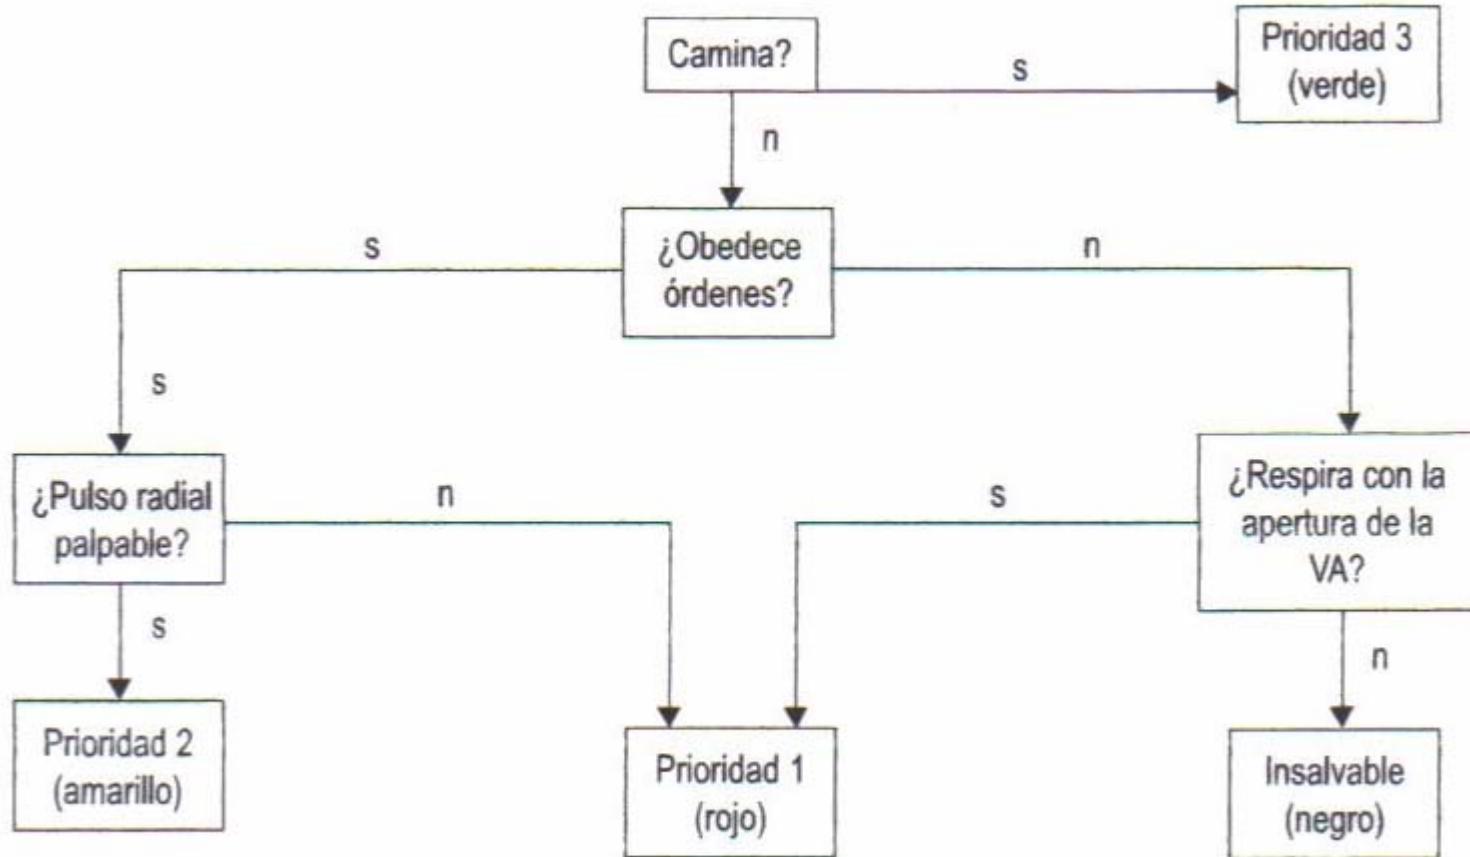 Camina?
s
Prioridad 3
(verde)
n
¿Obedece
órdenes?
s
n
s
¿Pulso radial
palpable?
n
s
¿Respira con la
apertura de la
VA?
s
n
Prioridad 2
(amarillo)
Prioridad 1
(rojo)
Insalvable
(negro)